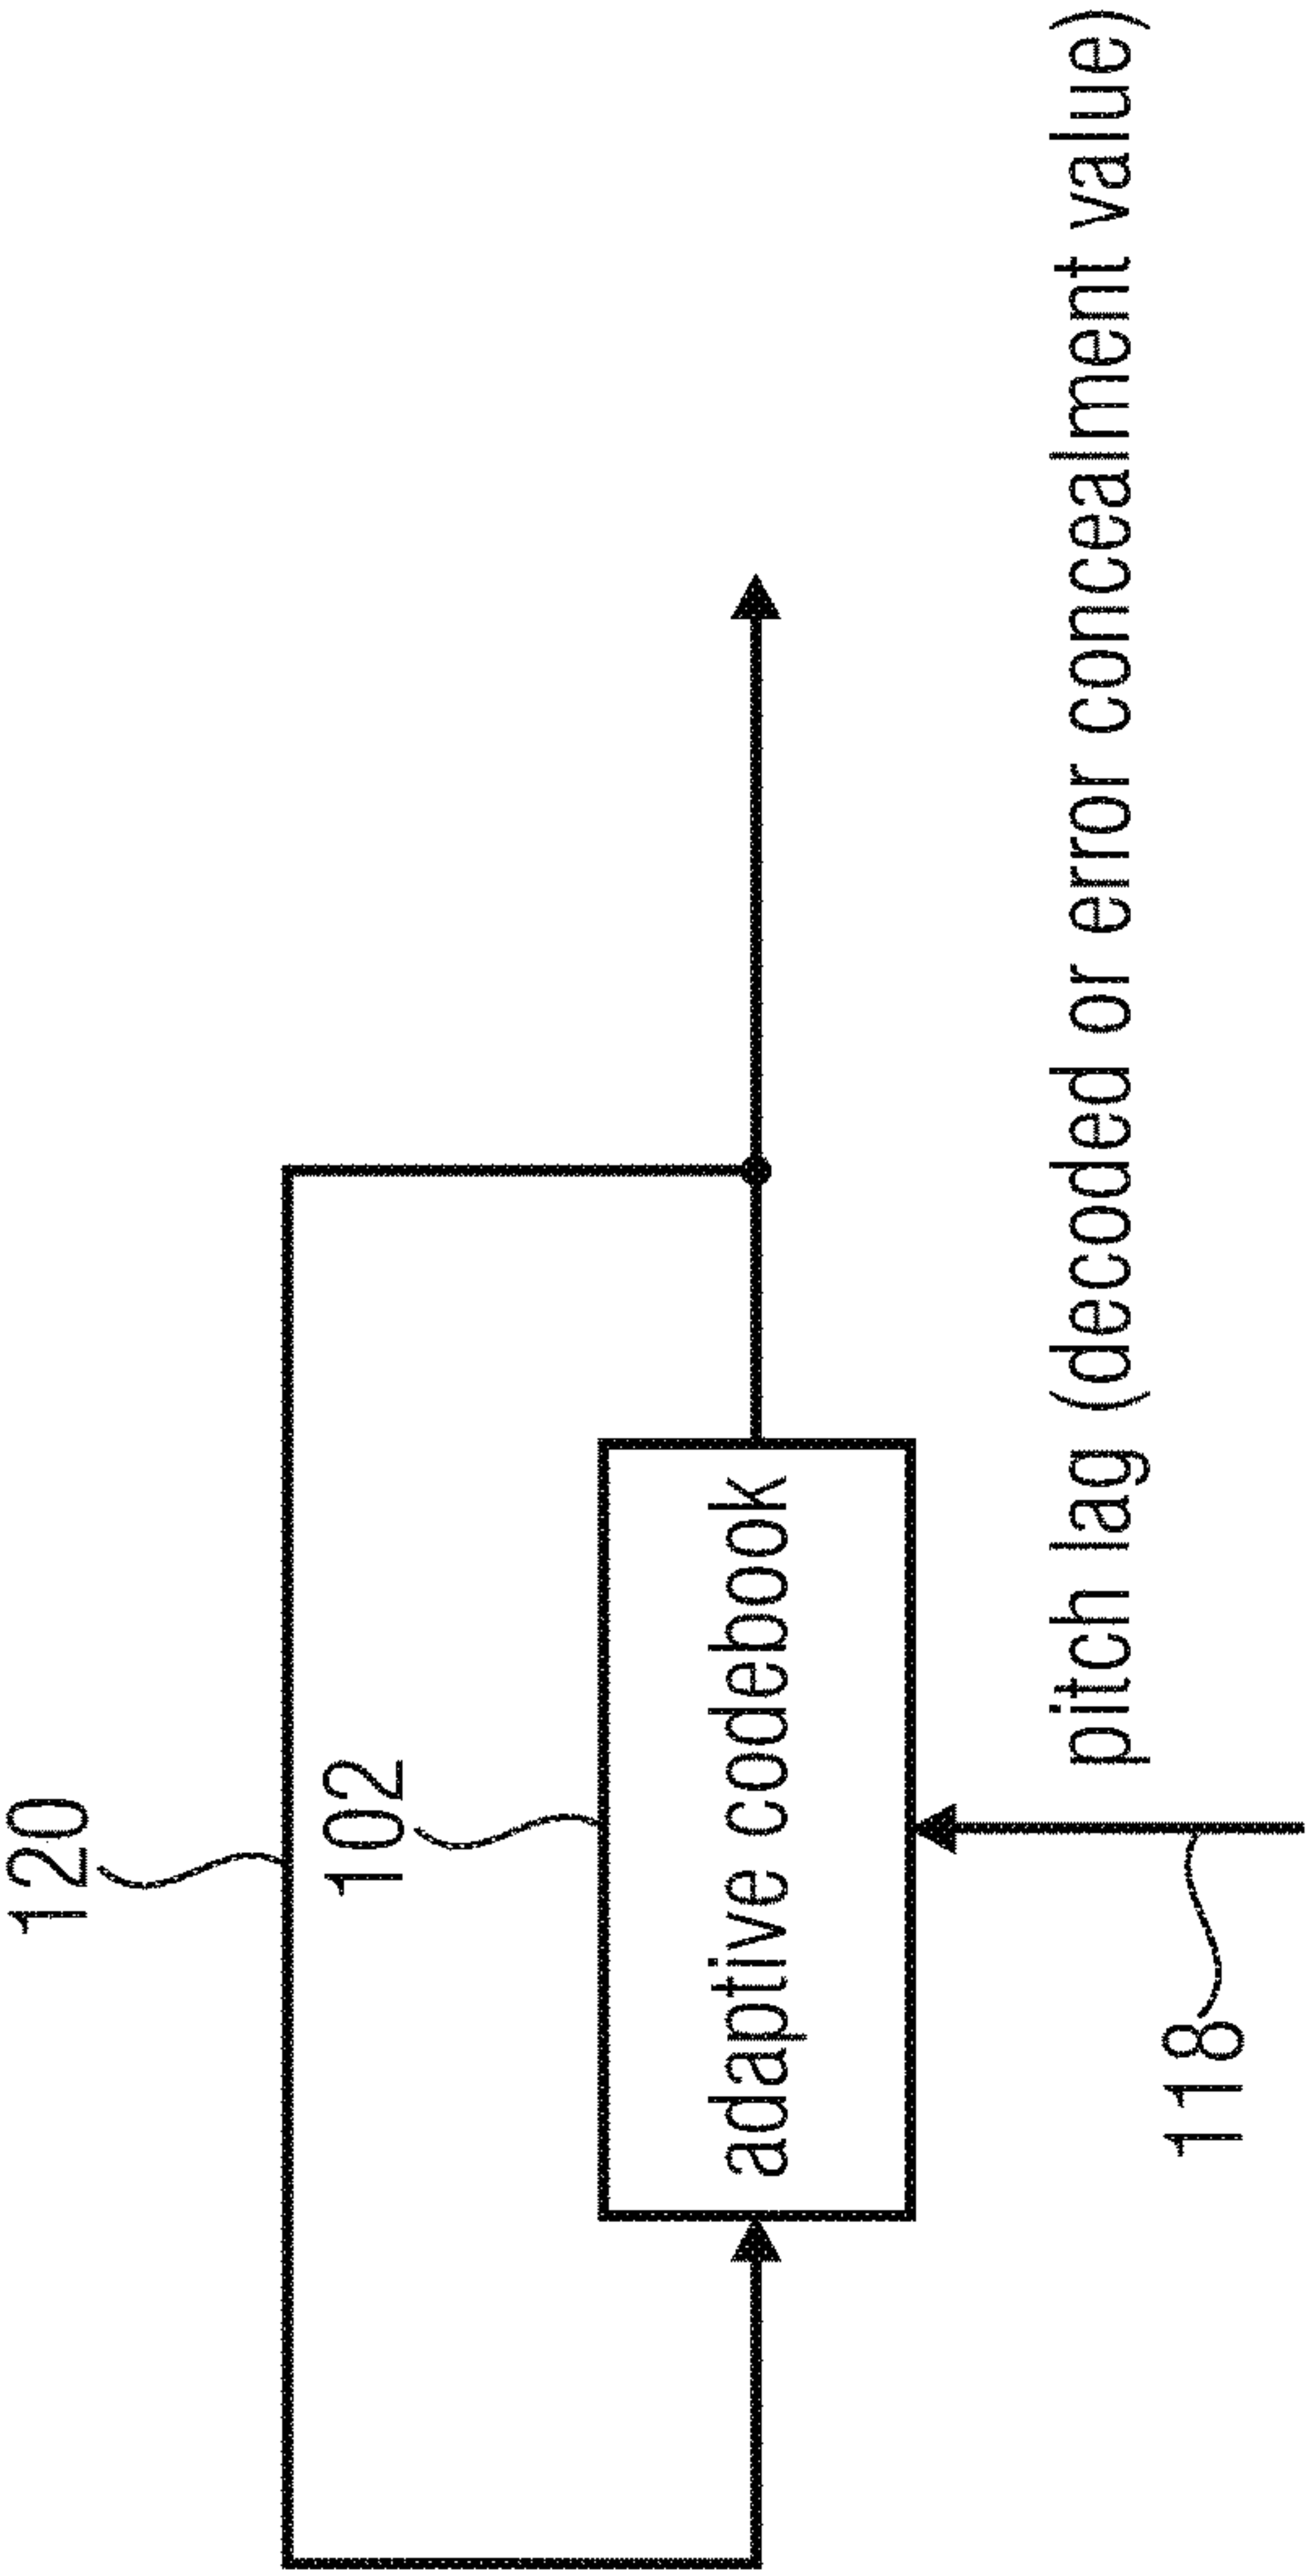 120
102
adaptive codebook
pitch lag (decoded or error concealment value)
118